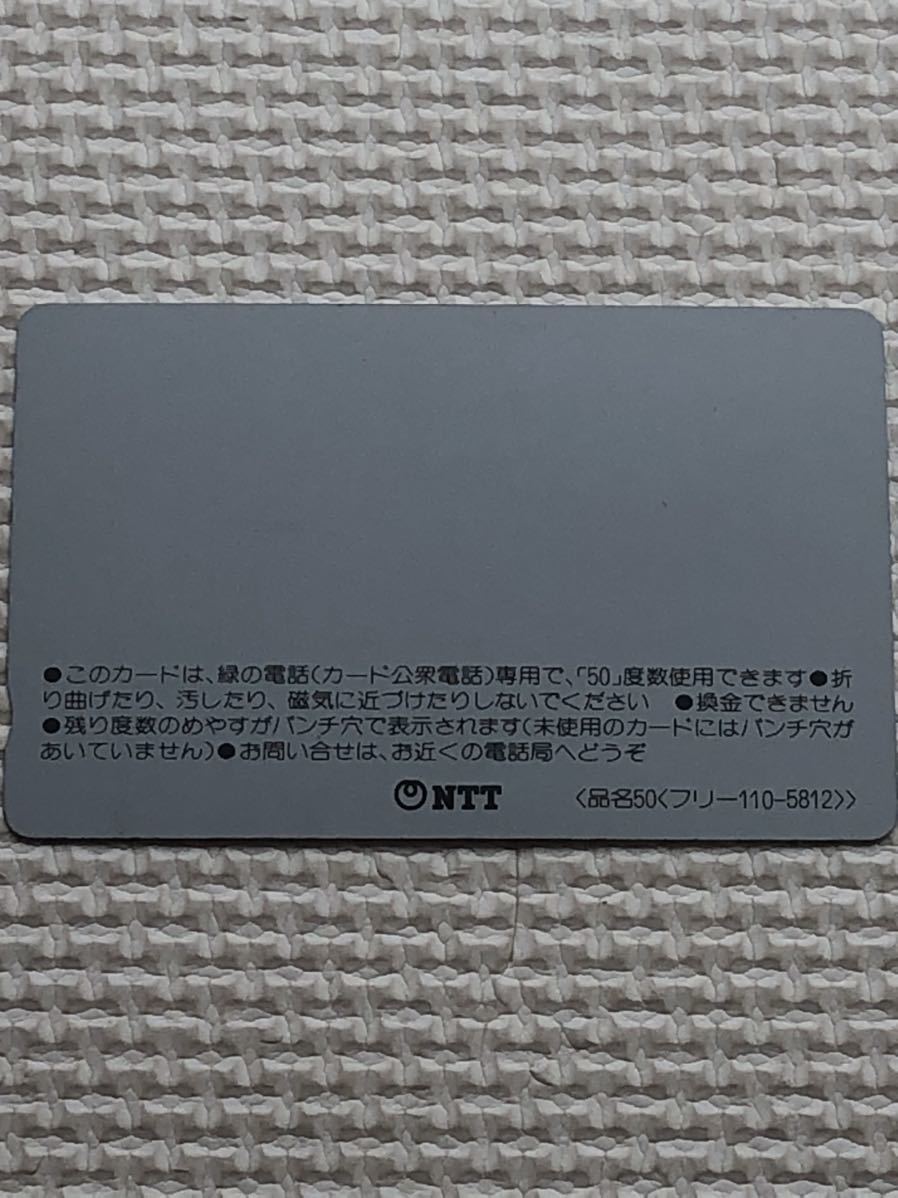 ●このカードは、緑の電話(カード公衆電話)専用で、「50」度数使用できます●折
り曲げたり、汚したり、磁気に近づけたりしないでください ●換金できません
●残り度数のめやすがパンチ穴で表示されます(未使用のカードにはパンチ穴が
あいていません)●お問い合せは、お近くの電話局へどうぞ
NTT 〈品名50〈フリー110-5812〉〉